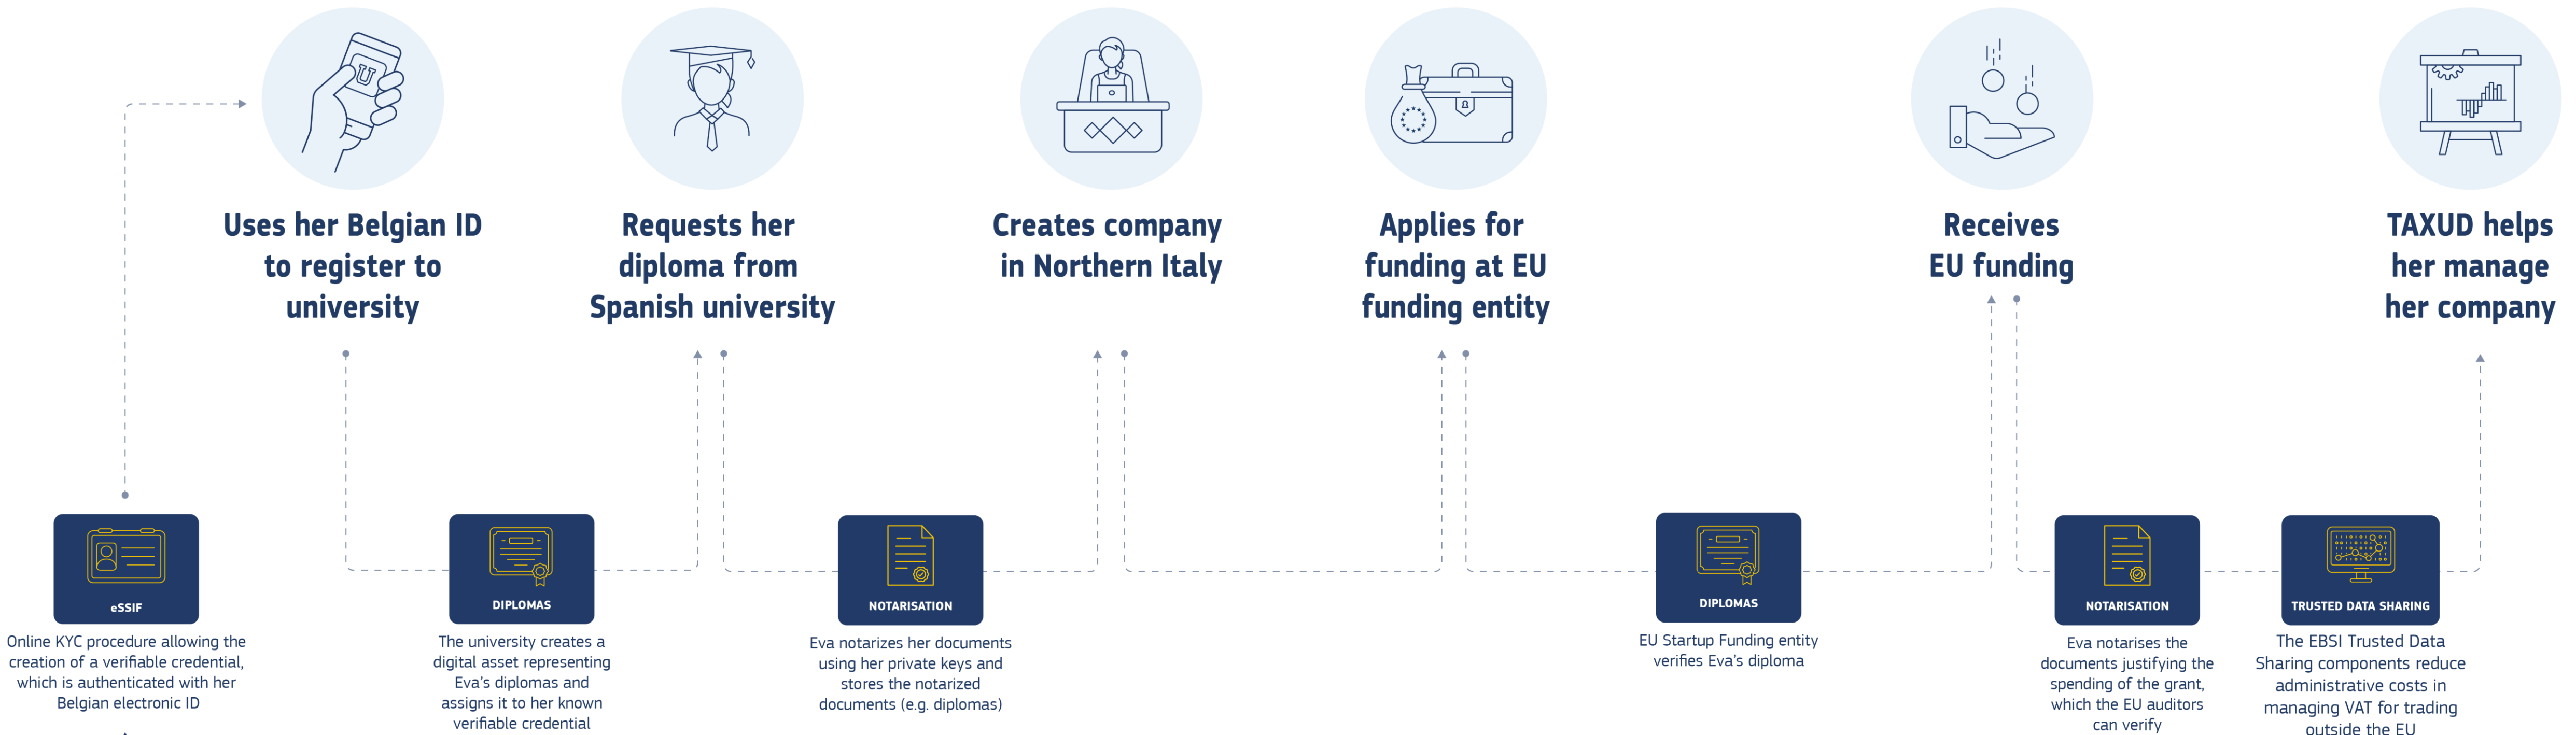 U
Uses her Belgian ID
to register to
university
Requests her
diploma from
Spanish university
Creates company
in Northern Italy
Applies for
funding at EU
funding entity
Receives
EU funding
TAXUD helps
her manage
her company
eSSIF
Online KYC procedure allowing the
creation of a verifiable credential,
which is authenticated with her
Belgian electronic ID
DIPLOMAS
The university creates a
digital asset representing
Eva's diplomas and
assigns it to her known
verifiable credential
NOTARISATION
Eva notarizes her documents
using her private keys and
stores the notarized
documents (e.g. diplomas)
DIPLOMAS
EU Startup Funding entity
verifies Eva's diploma
NOTARISATION
Eva notarises the
documents justifying the
spending of the grant,
which the EU auditors
can verify
TRUSTED DATA SHARING
The EBSI Trusted Data
Sharing components reduce
administrative costs in
managing VAT for trading
outside the EU